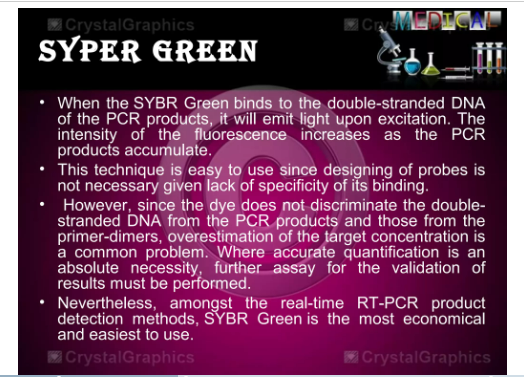 CrystalGraphics
MEDICAL
SYPER GREEN
• When the SYBR Green binds to the double-stranded DNA
of the PCR products, it will emit light upon excitation. The
intensity of the fluorescence increases as the PCR
products accumulate.
• This technique is easy to use since designing of probes is
not necessary given lack of specificity of its binding.
• However, since the dye does not discriminate the double-
stranded DNA from the PCR products and those from the
primer-dimers, overestimation of the target concentration is
a common problem. Where accurate quantification is an
absolute necessity, further assay for the validation of
results must be performed.
• Nevertheless, amongst the real-time RT-PCR product
detection methods, SYBR Green is the most economical
and easiest to use.
CrystalGraphics CrystalGraphics